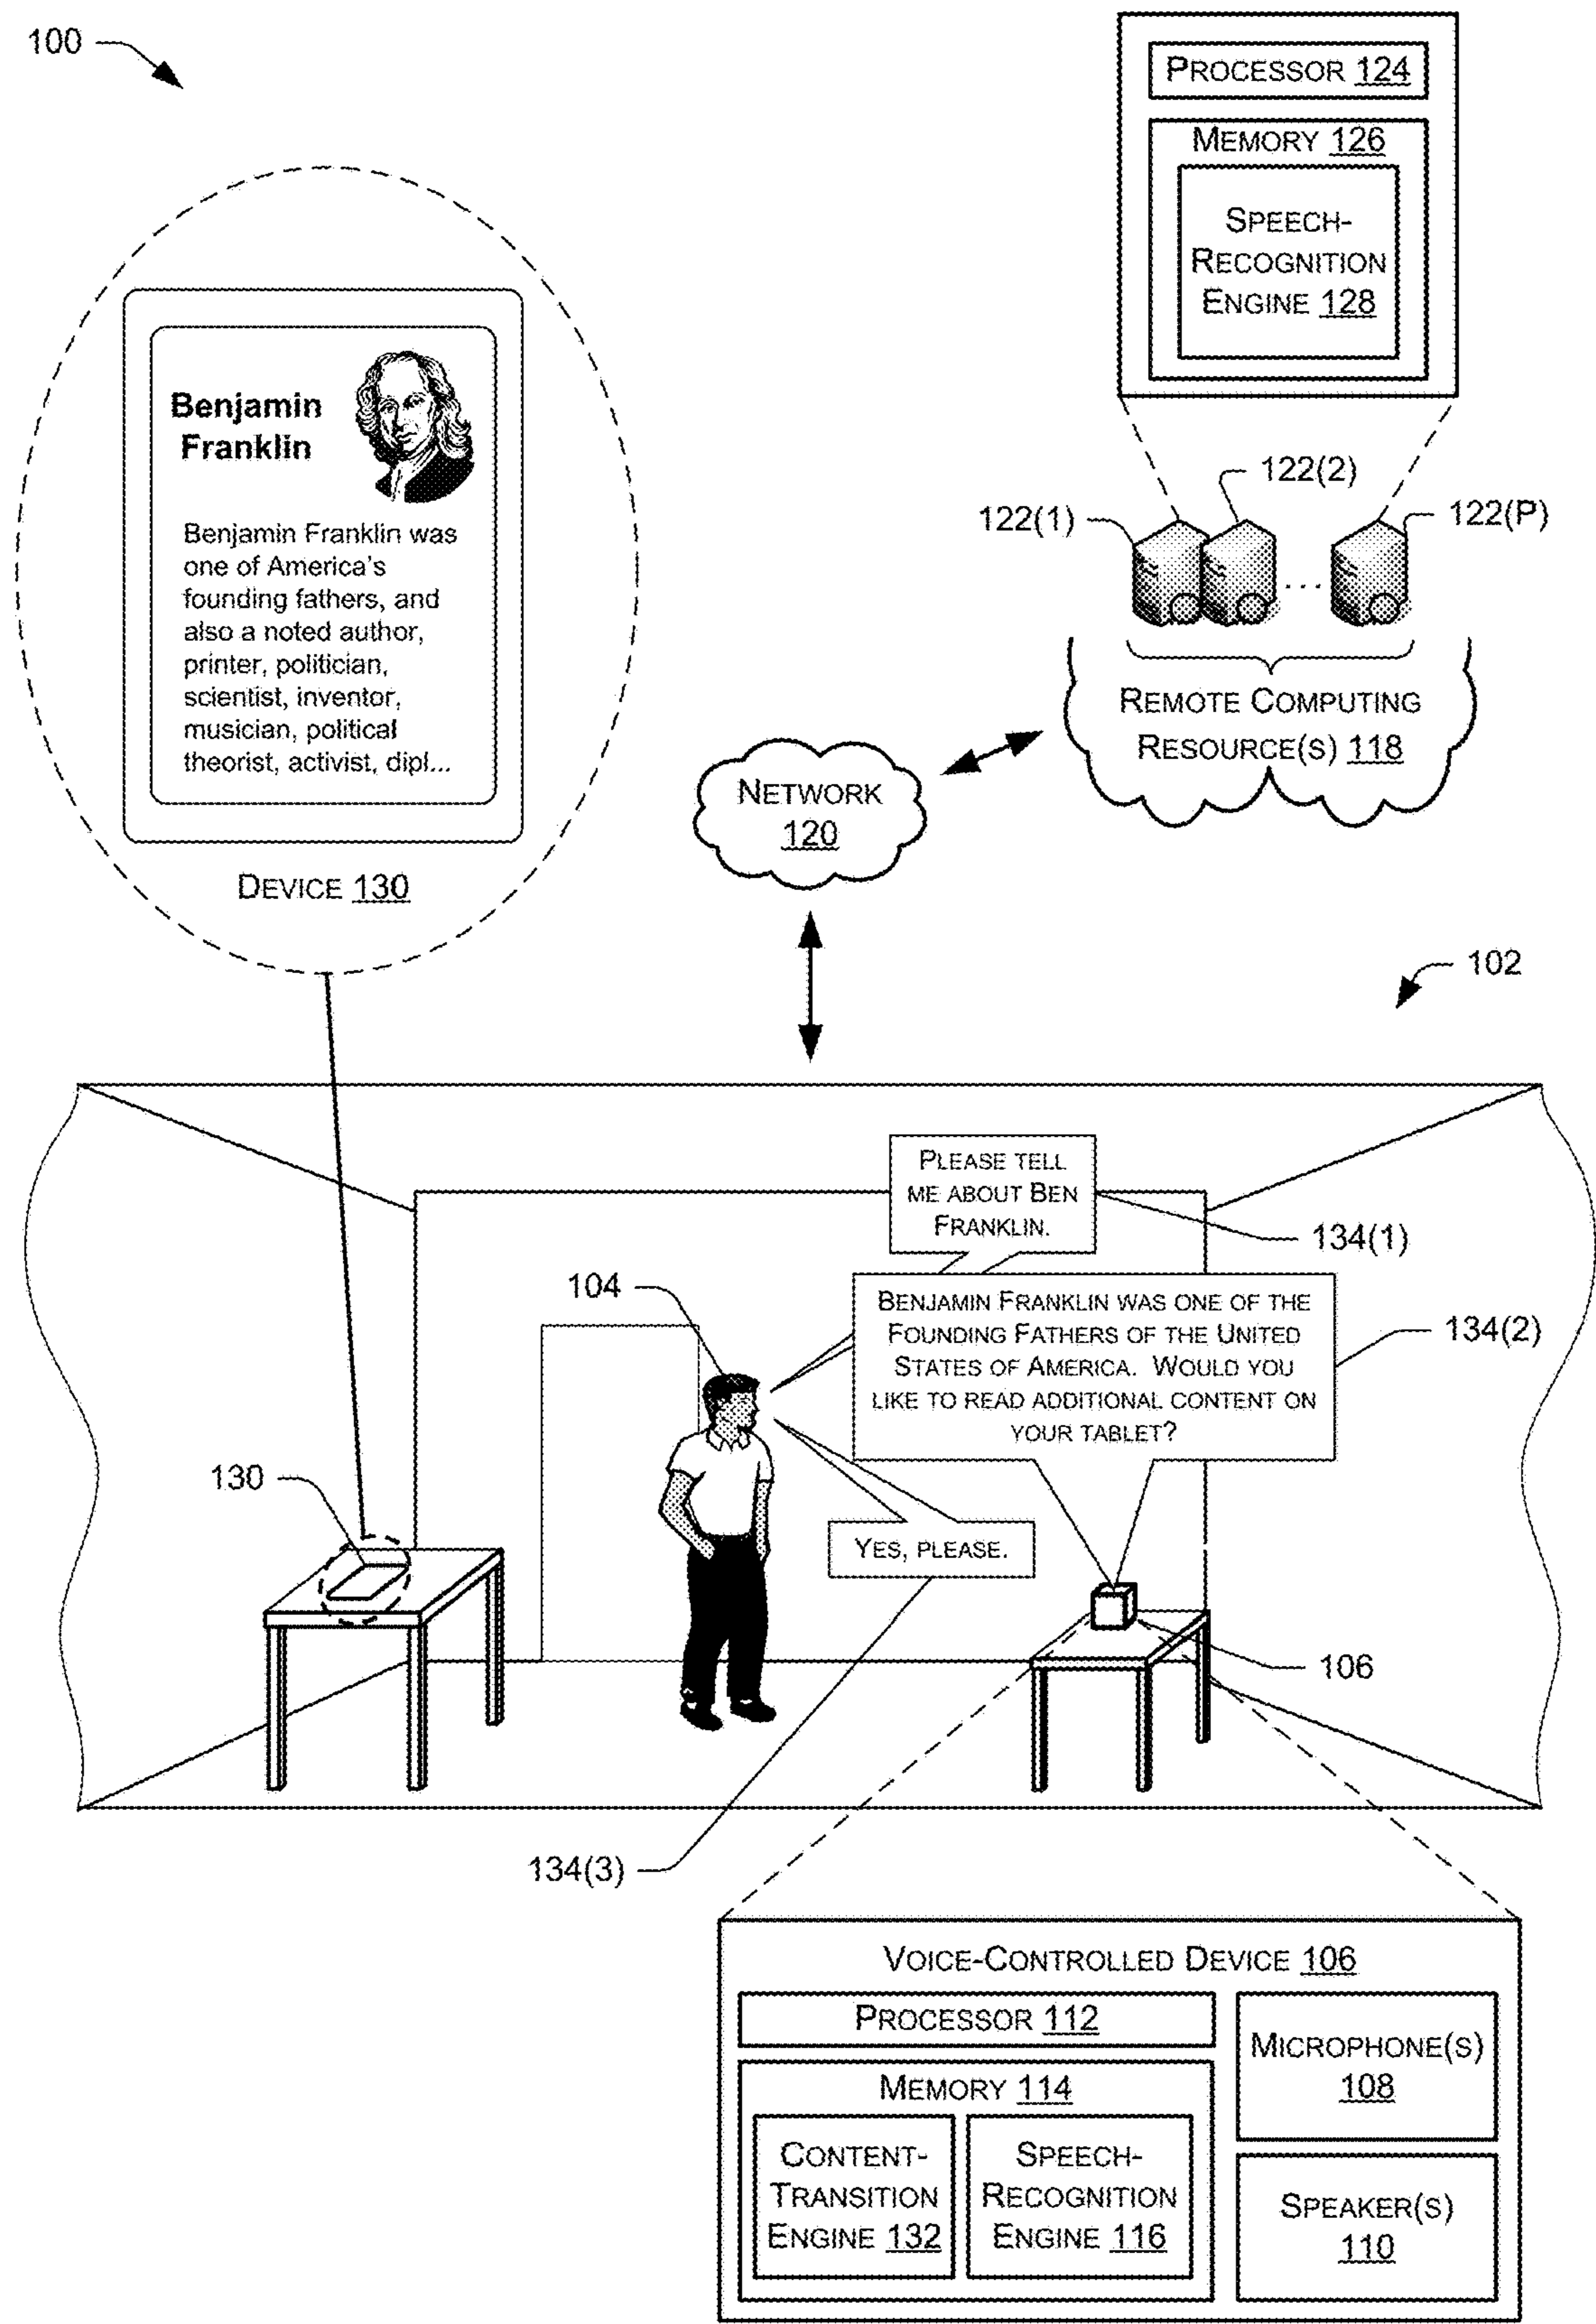 100
PROCESSOR 124
MEMORY 126
SPEECH-
RECOGNITION
ENGINE 128
Benjamin
Franklin
Benjamin Franklin was
one of America's
founding fathers, and
also a noted author,
printer, politician,
scientist, inventor,
musician, political
theorist, activist, dipl...
DEVICE 130
122(1)
122(2)
122(P)
...
REMOTE COMPUTING
RESOURCE(S) 118
NETWORK
120
102
PLEASE TELL
ME ABOUT BEN
FRANKLIN.
134(1)
104
BENJAMIN FRANKLIN WAS ONE OF THE
FOUNDING FATHERS OF THE UNITED
STATES OF AMERICA. WOULD YOU
LIKE TO READ ADDITIONAL CONTENT ON
YOUR TABLET?
134(2)
130
YES, PLEASE.
106
134(3)
VOICE-CONTROLLED DEVICE 106
PROCESSOR 112
MEMORY 114
CONTENT-
TRANSITION
ENGINE 132
SPEECH-
RECOGNITION
ENGINE 116
MICROPHONE(S)
108
SPEAKER(S)
110